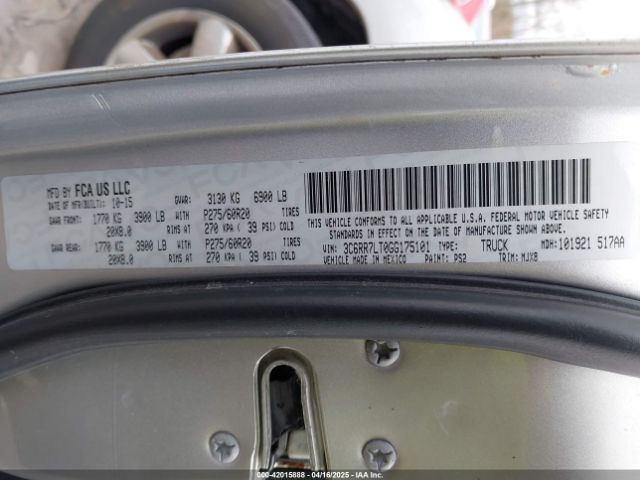 MFD BY FCA US LLC
DATE OF MFR(BUILT): 10-15 GVWR: 3130 KG 6900 LB
GAWR FRONT: 1770 KG 3900 LB WITH P275/60R20 TIRES
20X8.0 RIMS AT 270 KPA ( 39 PSI) COLD
GAWR REAR: 1770 KG 3900 LB WITH P275/60R20 TIRES
20X8.0 RIMS AT 270 KPA ( 39 PSI) COLD
THIS VEHICLE CONFORMS TO ALL APPLICABLE U.S.A. FEDERAL MOTOR VEHICLE SAFETY
STANDARDS IN EFFECT ON THE DATE OF MANUFACTURE SHOWN ABOVE.
VIN: 3C6RR7LT0GG175101 TYPE: TRUCK MDH: 101921 517AA
VEHICLE MADE IN MEXICO PAINT: PS2 TRIM: MJX8
000-42015888 - 04/16/2025 - IAAI.COM